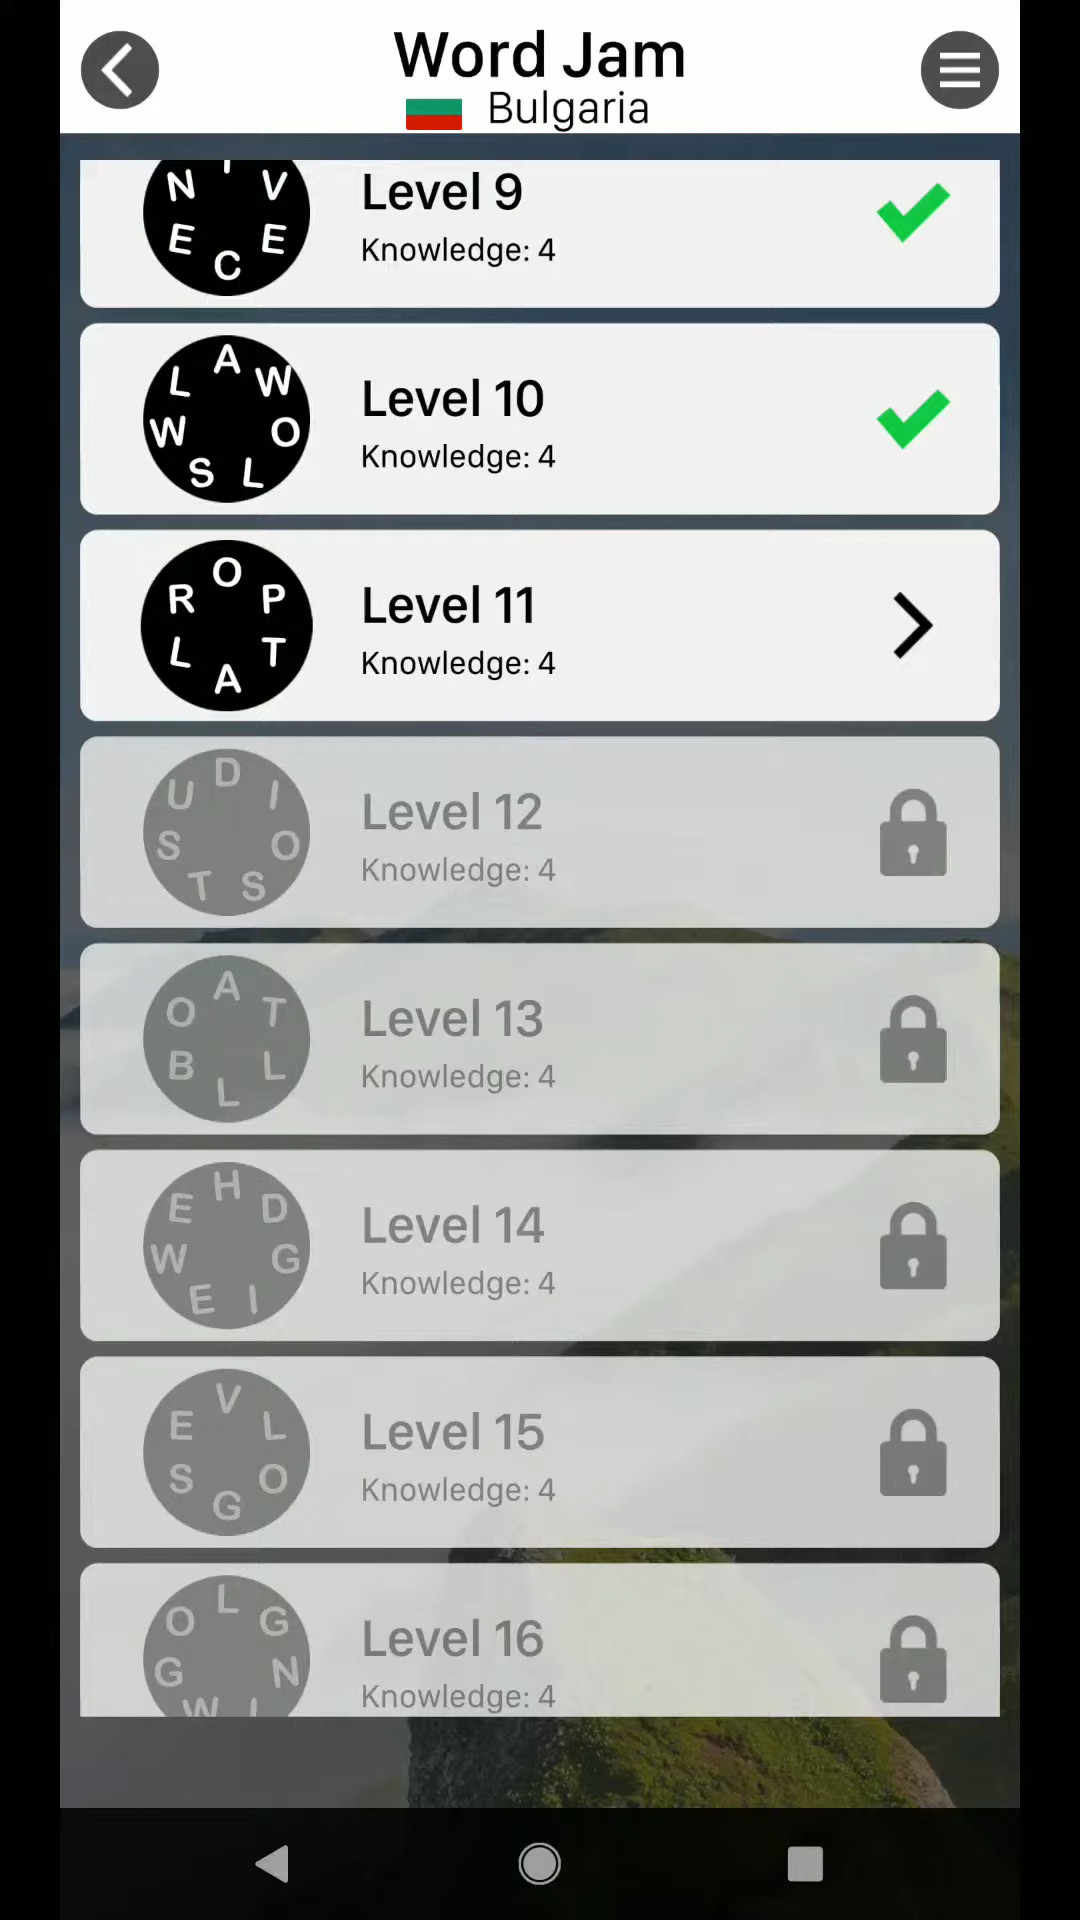 Word Jam
Bulgaria
N I V E C E
Level 9
Knowledge: 4
L A W O L S W
Level 10
Knowledge: 4
R O P T A L
Level 11
Knowledge: 4
U D I O S T S
Level 12
Knowledge: 4
O A T L L B
Level 13
Knowledge: 4
E H D G I E W
Level 14
Knowledge: 4
E V L O G S
Level 15
Knowledge: 4
O L G N I W G
Level 16
Knowledge: 4